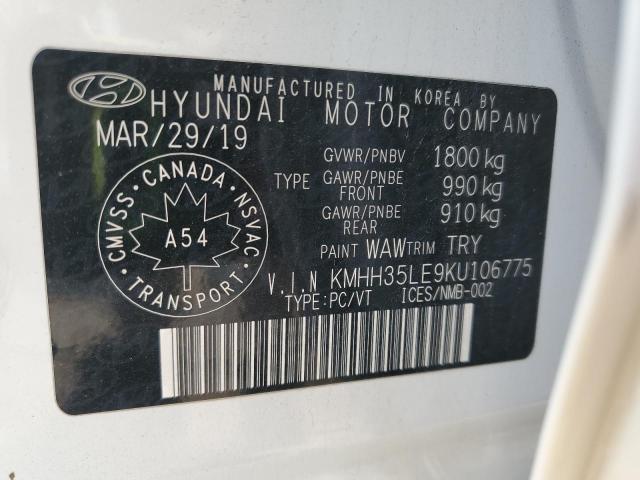 MANUFACTURED IN KOREA BY
HYUNDAI MOTOR COMPANY
MAR/29/19
GVWR/PNBV 1800 kg
TYPE GAWR/PNBE FRONT 990 kg
GAWR/PNBE REAR 910 kg
PAINT WAW TRIM TRY
CANADA
CMVSS · NSVAC
A54
TRANSPORT
V.I.N KMHH35LE9KU106775
TYPE:PC/VT ICES/NMB-002